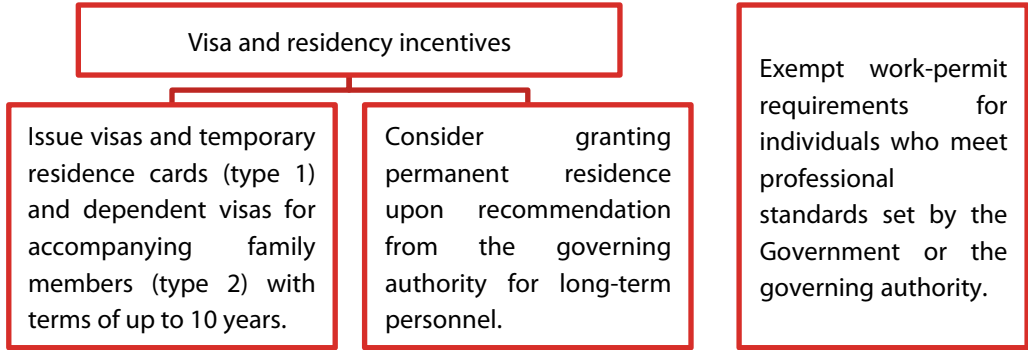 Visa and residency incentives
Issue visas and temporary
residence cards (type 1)
and dependent visas for
accompanying family
members (type 2) with
terms of up to 10 years.
Consider granting
permanent residence
upon recommendation
from the governing
authority for long-term
personnel.
Exempt work-permit
requirements for
individuals who meet
professional
standards set by the
Government or the
governing authority.